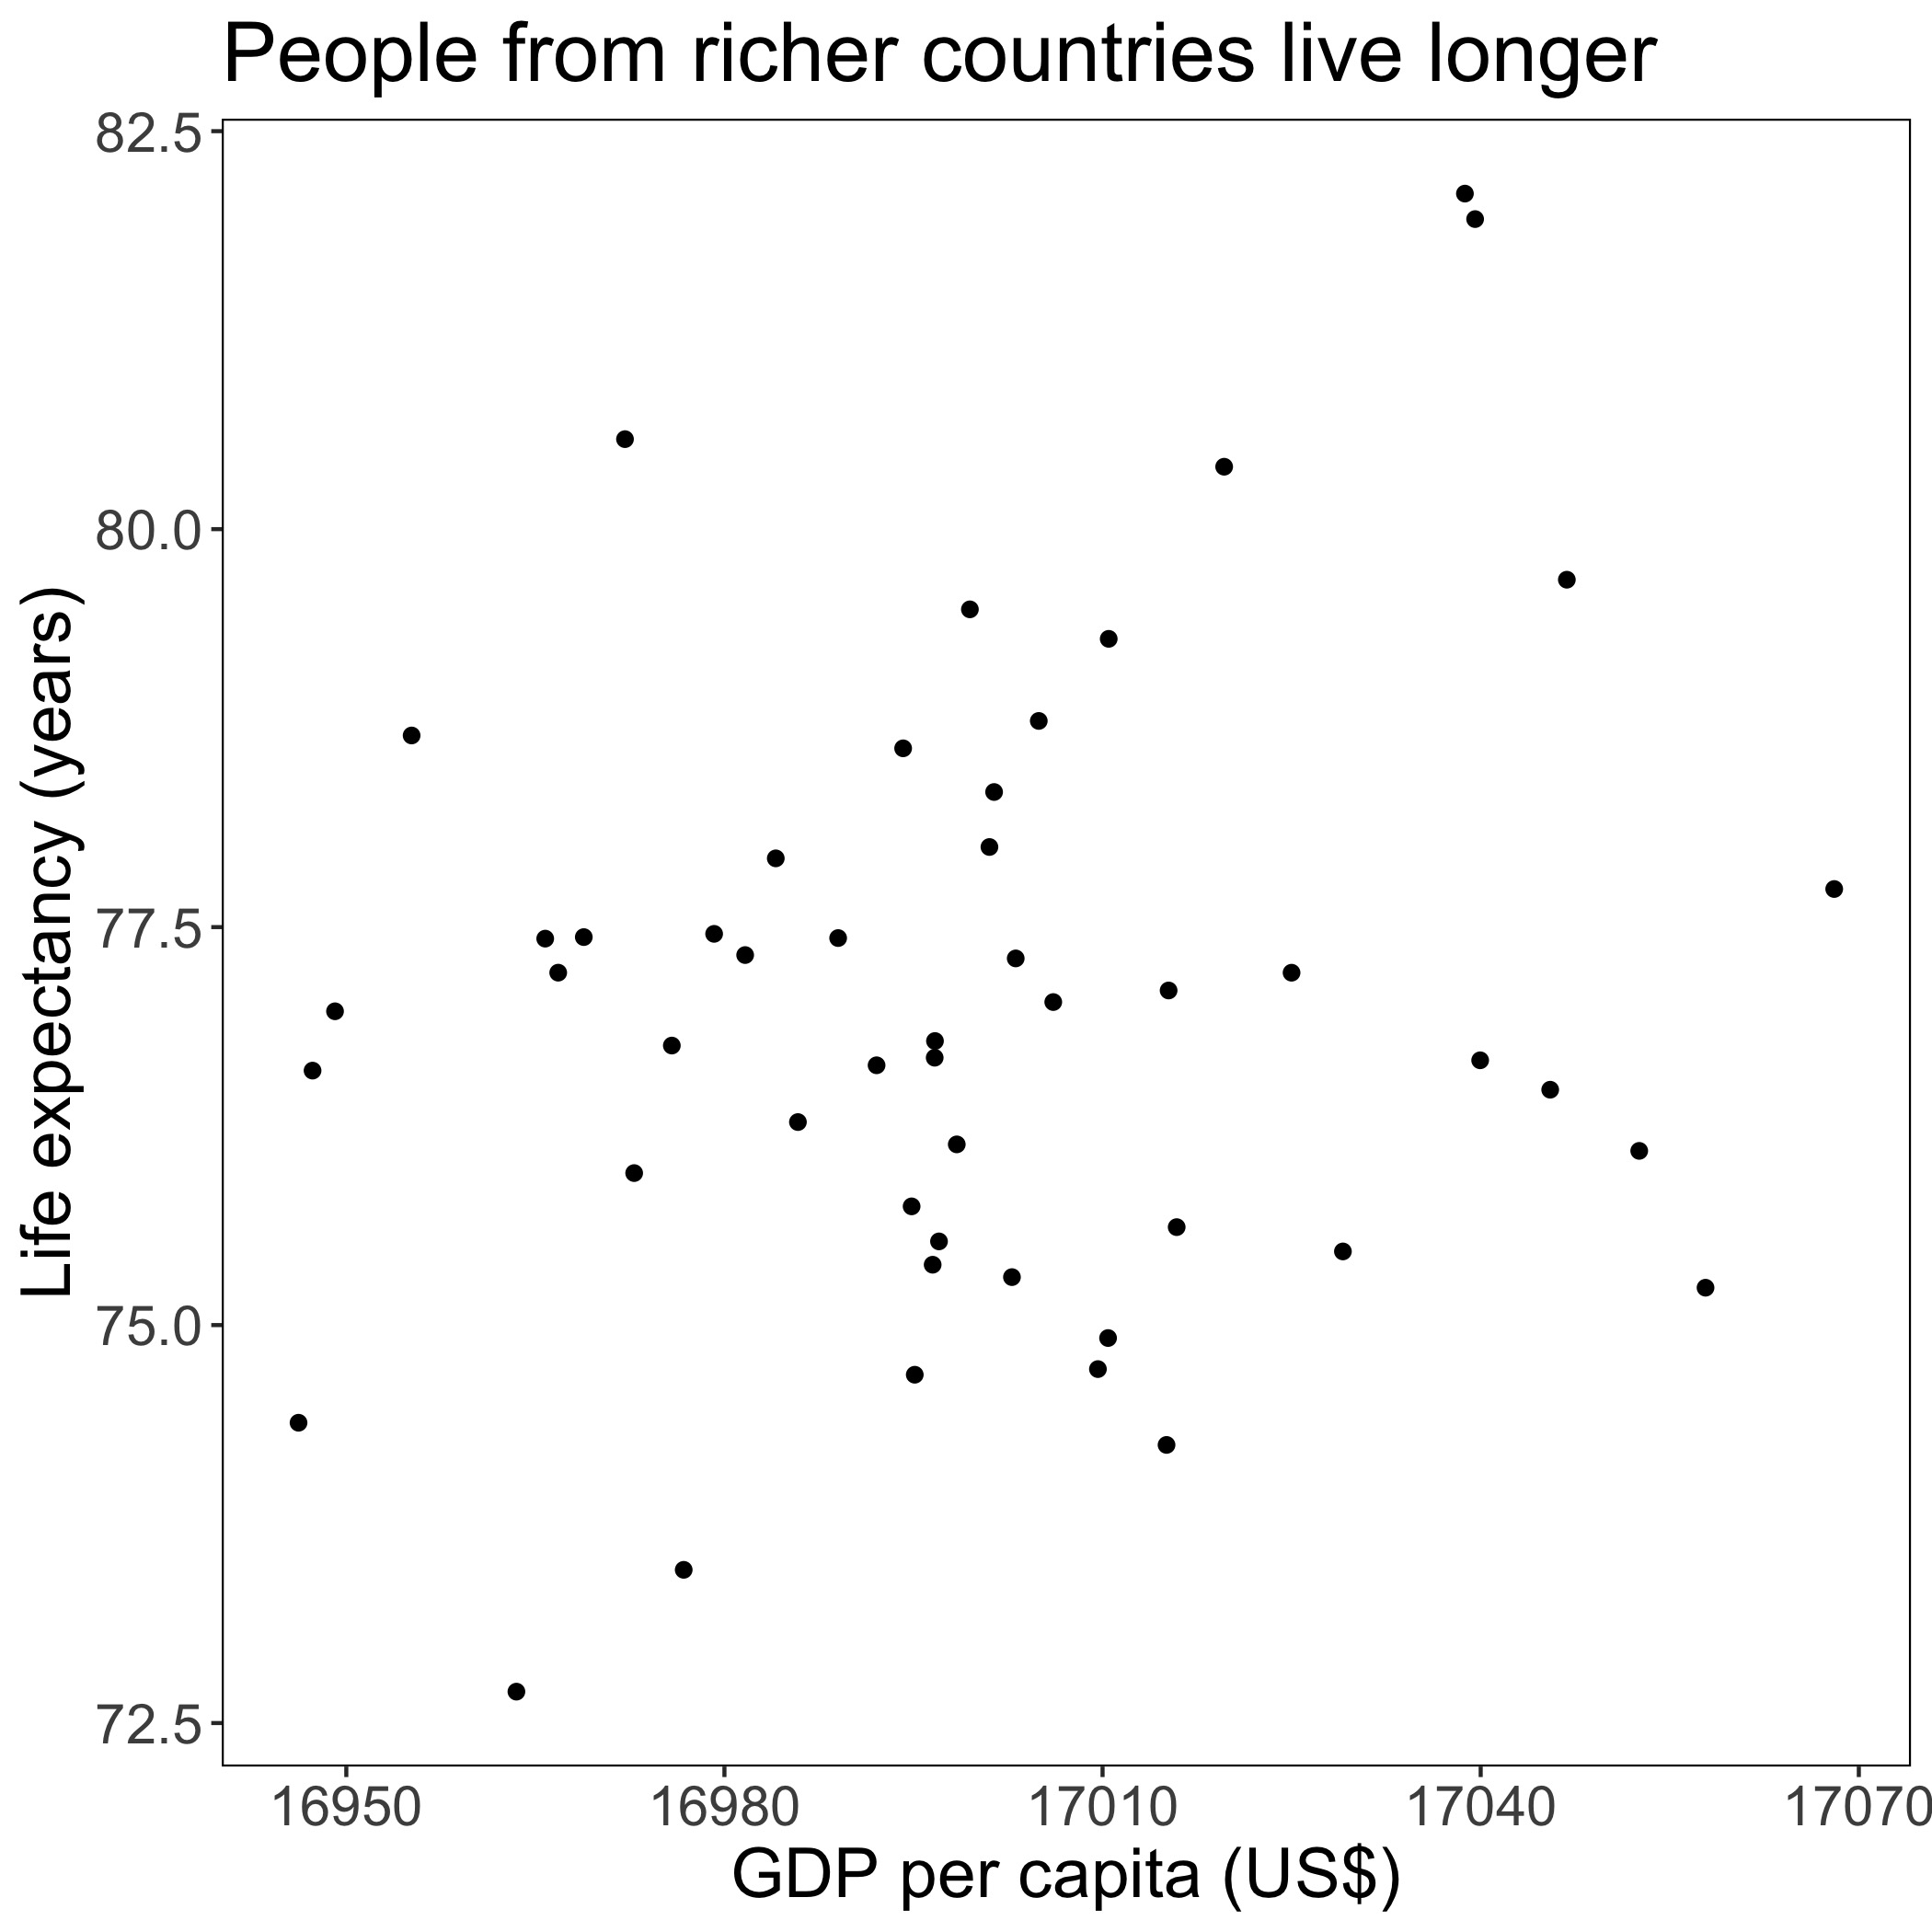 People from richer countries live longer
82.5
80.0
77.5
75.0
72.5
Life expectancy (years)
16950 16980 17010 17040 17070
GDP per capita (US$)